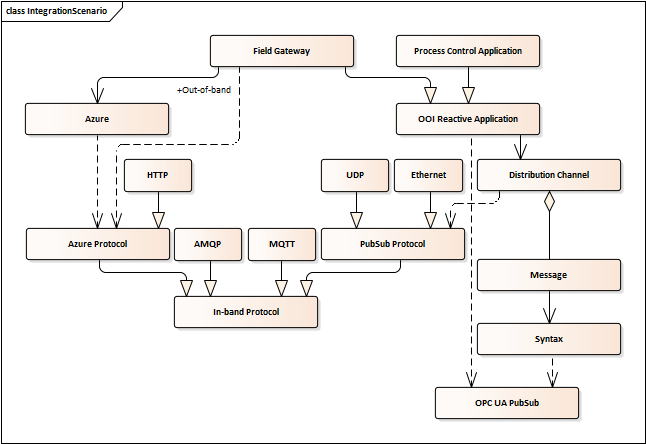 class IntegrationScenario
Field Gateway
Process Control Application
+Out-of-band
Azure
OOI Reactive Application
HTTP
UDP
Ethernet
Distribution Channel
Azure Protocol
AMQP
MQTT
PubSub Protocol
Message
In-band Protocol
Syntax
OPC UA PubSub